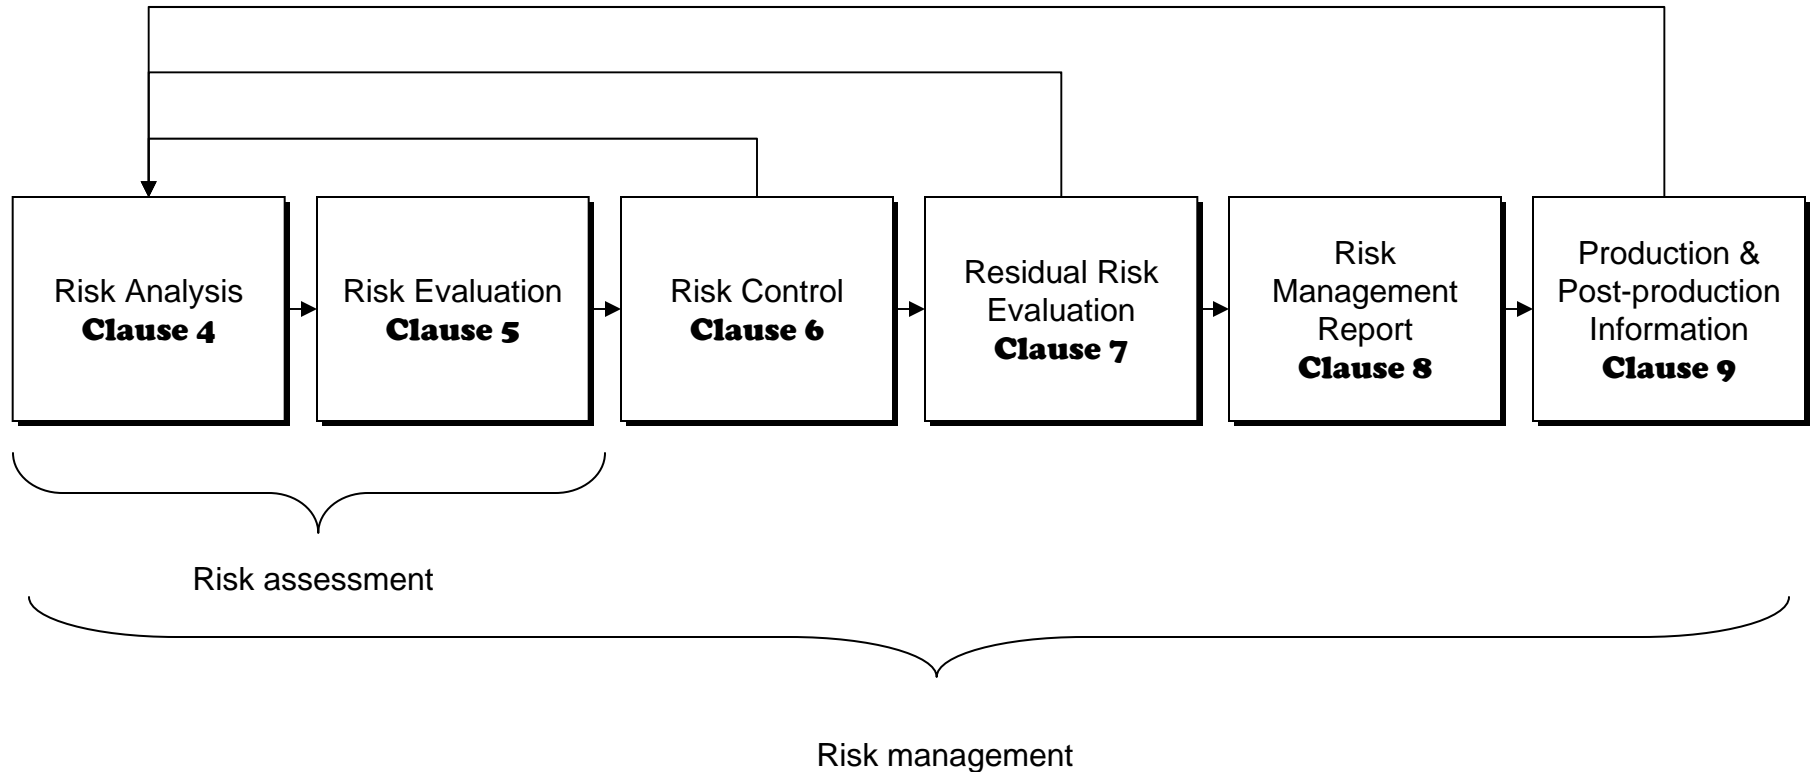 Risk Analysis
Clause 4
Risk Evaluation
Clause 5
Risk Control
Clause 6
Residual Risk
Evaluation
Clause 7
Risk
Management
Report
Clause 8
Production &
Post-production
Information
Clause 9
Risk assessment
Risk management